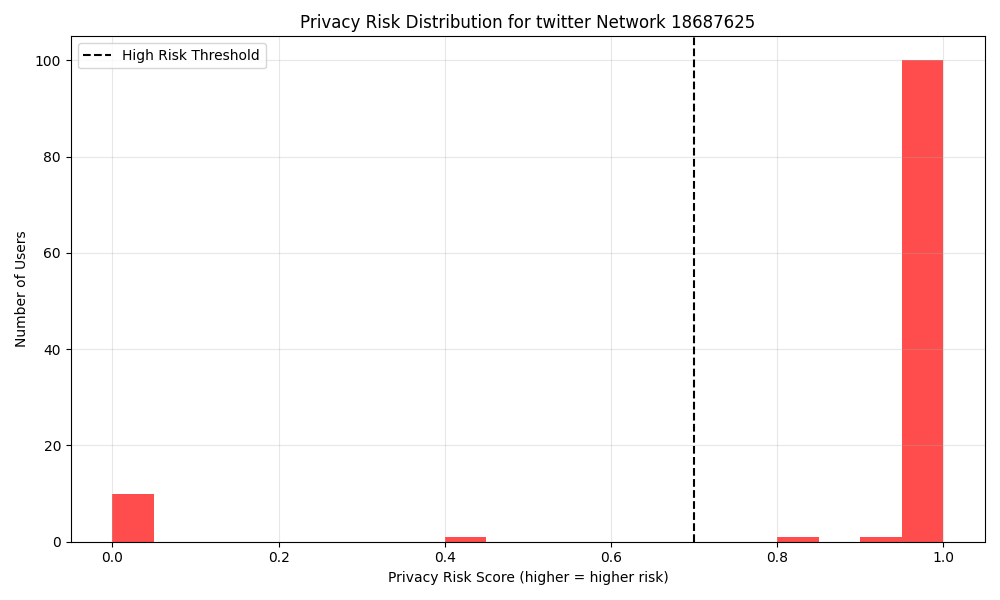 Privacy Risk Distribution for twitter Network 18687625
High Risk Threshold
100
80
60
40
20
0
Number of Users
0.0 0.2 0.4 0.6 0.8 1.0
Privacy Risk Score (higher = higher risk)